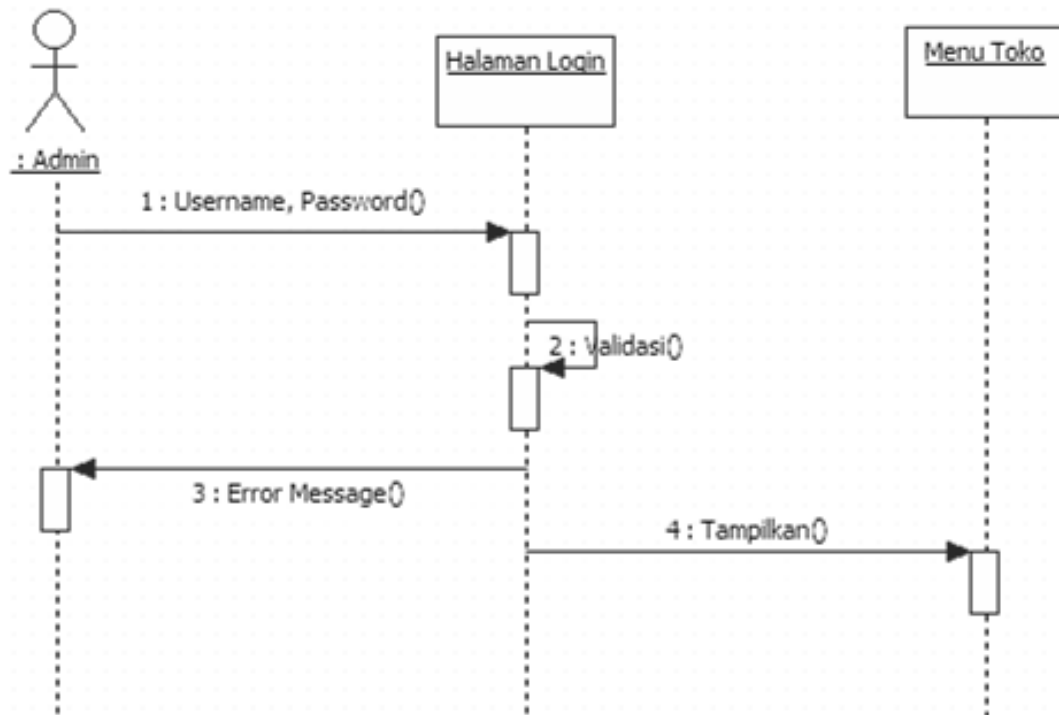 Halaman Login
Menu Toko
: Admin
1 : Username, Password()
2 : Validasi()
3 : Error Message()
4 : Tampilkan()